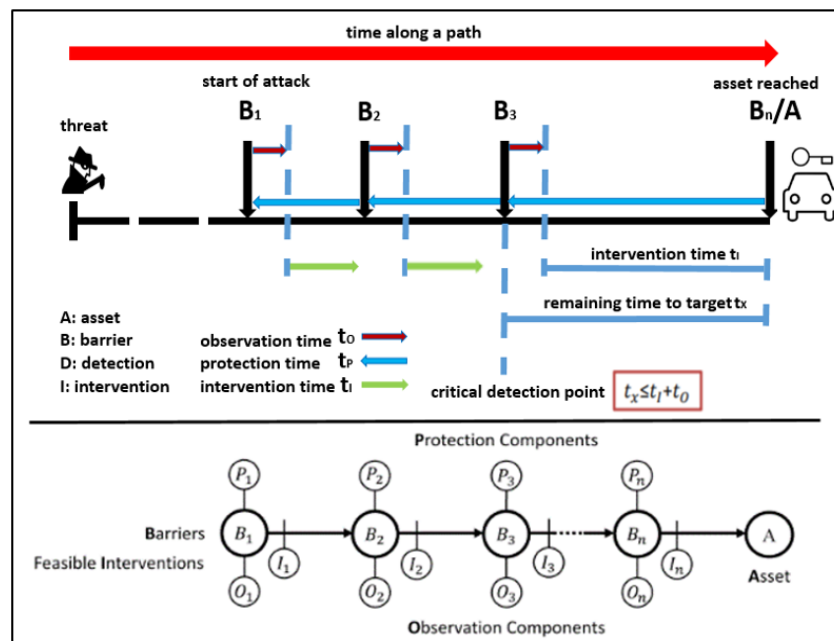 time along a path
start of attack
asset reached
B₁ B₂ B₃ Bₙ/A
threat
intervention time tᵢ
remaining time to target tₓ
A: asset
B: barrier observation time tₒ
D: detection protection time tₚ
I: intervention intervention time tᵢ
critical detection point tₓ≤t_I+t_O
Protection Components
P₁ P₂ P₃ Pₙ
Barriers B₁ B₂ B₃ Bₙ A
Feasible Interventions I₁ I₂ I₃ Iₙ
Asset
O₁ O₂ O₃ Oₙ
Observation Components